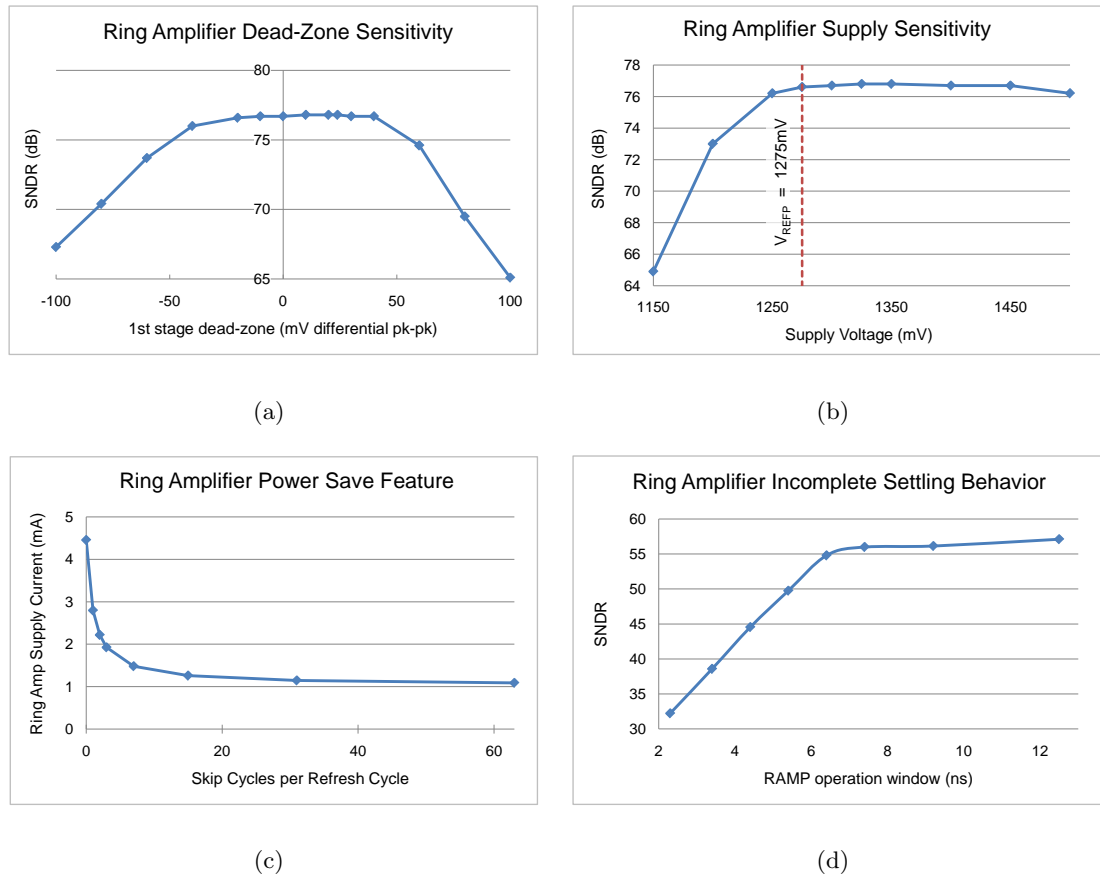 Ring Amplifier Dead-Zone Sensitivity
80
75
70
65
SNDR (dB)
-100 -50 0 50 100
1st stage dead-zone (mV differential pk-pk)
(a)
Ring Amplifier Supply Sensitivity
78
76
74
72
70
68
66
64
SNDR (dB)
VREFP = 1275mV
1150 1250 1350 1450
Supply Voltage (mV)
(b)
Ring Amplifier Power Save Feature
5
4
3
2
1
0
Ring Amp Supply Current (mA)
0 20 40 60
Skip Cycles per Refresh Cycle
(c)
Ring Amplifier Incomplete Settling Behavior
60
55
50
45
40
35
30
SNDR
2 4 6 8 10 12
RAMP operation window (ns)
(d)